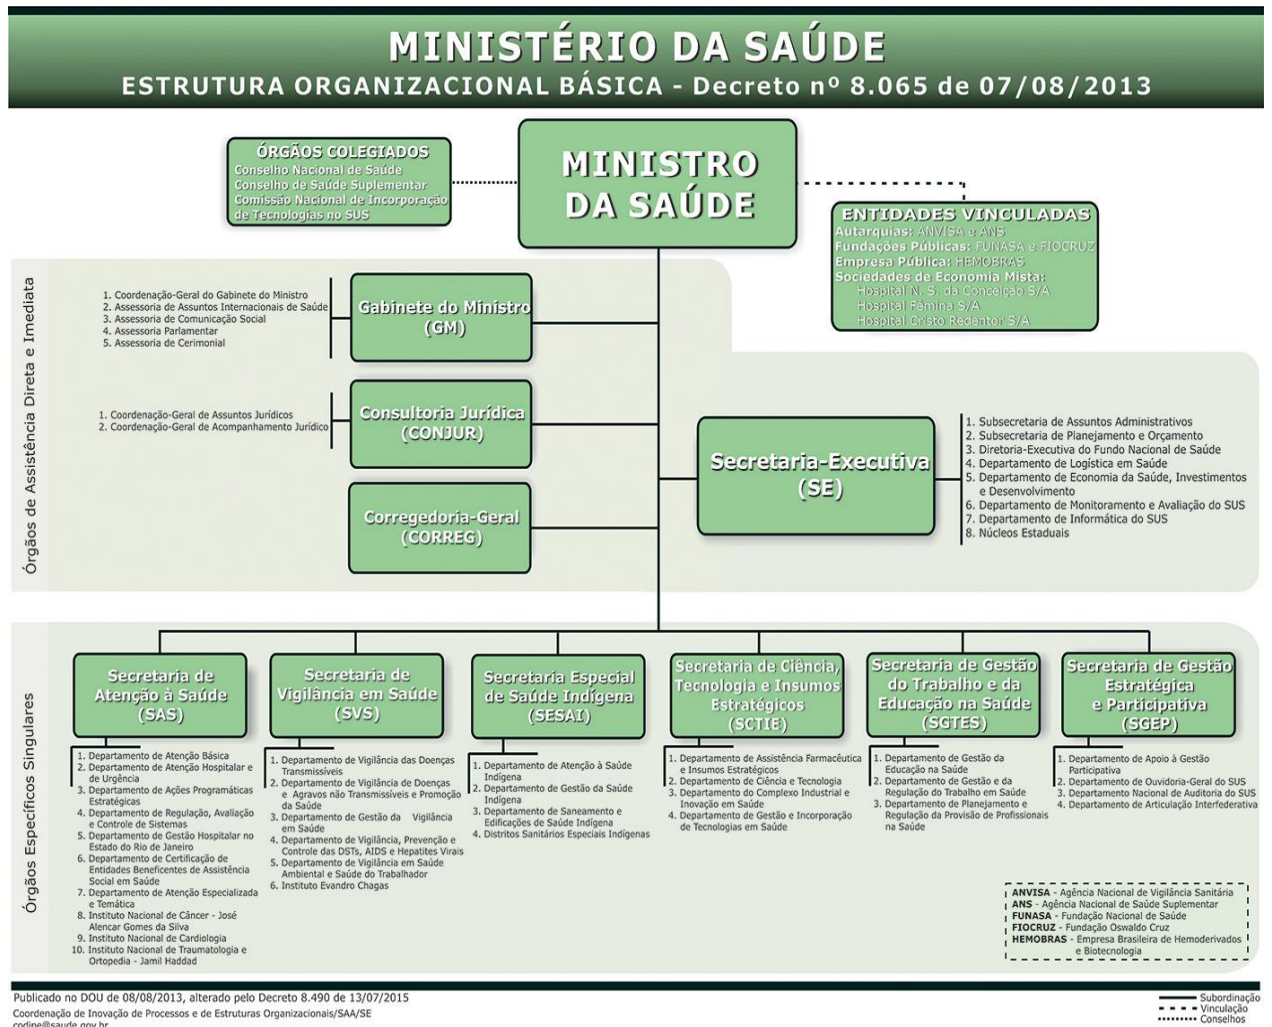 MINISTÉRIO DA SAÚDE
ESTRUTURA ORGANIZACIONAL BÁSICA - Decreto nº 8.065 de 07/08/2013
ÓRGÃOS COLEGIADOS
Conselho Nacional de Saúde
Conselho de Saúde Suplementar
Comissão Nacional de Incorporação
de Tecnologias no SUS
MINISTRO
DA SAÚDE
ENTIDADES VINCULADAS
Autarquias: ANVISA e ANS
Fundações Públicas: FUNASA e FIOCRUZ
Empresa Pública: HEMOBRAS
Sociedades de Economia Mista:
Hospital N. S. da Conceição S/A
Hospital Fêmina S/A
Hospital Cristo Redentor S/A
Órgãos de Assistência Direta e Imediata
1. Coordenação-Geral do Gabinete do Ministro
2. Assessoria de Assuntos Internacionais de Saúde
3. Assessoria de Comunicação Social
4. Assessoria Parlamentar
5. Assessoria de Cerimonial
Gabinete do Ministro
(GM)
1. Coordenação-Geral de Assuntos Jurídicos
2. Coordenação-Geral de Acompanhamento Jurídico
Consultoria Jurídica
(CONJUR)
Corregedoria-Geral
(CORREG)
Secretaria-Executiva
(SE)
1. Subsecretaria de Assuntos Administrativos
2. Subsecretaria de Planejamento e Orçamento
3. Diretoria-Executiva do Fundo Nacional de Saúde
4. Departamento de Logística em Saúde
5. Departamento de Economia da Saúde, Investimentos
e Desenvolvimento
6. Departamento de Monitoramento e Avaliação do SUS
7. Departamento de Informática do SUS
8. Núcleos Estaduais
Órgãos Específicos Singulares
Secretaria de
Atenção à Saúde
(SAS)
1. Departamento de Atenção Básica
2. Departamento de Atenção Hospitalar e
de Urgência
3. Departamento de Ações Programáticas
Estratégicas
4. Departamento de Regulação, Avaliação
e Controle de Sistemas
5. Departamento de Gestão Hospitalar no
Estado do Rio de Janeiro
6. Departamento de Certificação de
Entidades Beneficentes de Assistência
Social em Saúde
7. Departamento de Atenção Especializada
e Temática
8. Instituto Nacional de Câncer - José
Alencar Gomes da Silva
9. Instituto Nacional de Cardiologia
10. Instituto Nacional de Traumatologia e
Ortopedia - Jamil Haddad
Secretaria de
Vigilância em Saúde
(SVS)
1. Departamento de Vigilância das Doenças
Transmissíveis
2. Departamento de Vigilância de Doenças
e Agravos não Transmissíveis e Promoção
da Saúde
3. Departamento de Gestão da Vigilância
em Saúde
4. Departamento de Vigilância, Prevenção e
Controle das DSTs, AIDS e Hepatites Virais
5. Departamento de Vigilância em Saúde
Ambiental e Saúde do Trabalhador
6. Instituto Evandro Chagas
Secretaria Especial
de Saúde Indígena
(SESAI)
1. Departamento de Atenção à Saúde
Indígena
2. Departamento de Gestão da Saúde
Indígena
3. Departamento de Saneamento e
Edificações de Saúde Indígena
4. Distritos Sanitários Especiais Indígenas
Secretaria de Ciência,
Tecnologia e Insumos
Estratégicos
(SCTIE)
1. Departamento de Assistência Farmacêutica
e Insumos Estratégicos
2. Departamento de Ciência e Tecnologia
3. Departamento do Complexo Industrial e
Inovação em Saúde
4. Departamento de Gestão e Incorporação
de Tecnologias em Saúde
Secretaria de Gestão
do Trabalho e da
Educação na Saúde
(SGTES)
1. Departamento de Gestão da
Educação na Saúde
2. Departamento de Gestão e da
Regulação do Trabalho em Saúde
3. Departamento de Planejamento e
Regulação da Provisão de Profissionais
na Saúde
Secretaria de Gestão
Estratégica
e Participativa
(SGEP)
1. Departamento de Apoio à Gestão
Participativa
2. Departamento de Ouvidoria-Geral do SUS
3. Departamento Nacional de Auditoria do SUS
4. Departamento de Articulação Interfederativa
ANVISA - Agência Nacional de Vigilância Sanitária
ANS - Agência Nacional de Saúde Suplementar
FUNASA - Fundação Nacional de Saúde
FIOCRUZ - Fundação Oswaldo Cruz
HEMOBRAS - Empresa Brasileira de Hemoderivados
e Biotecnologia
Publicado no DOU de 08/08/2013, alterado pelo Decreto 8.490 de 13/07/2015
Coordenação de Inovação de Processos e de Estruturas Organizacionais/SAA/SE
codipe@saude.gov.br
Subordinação
Vinculação
Conselhos